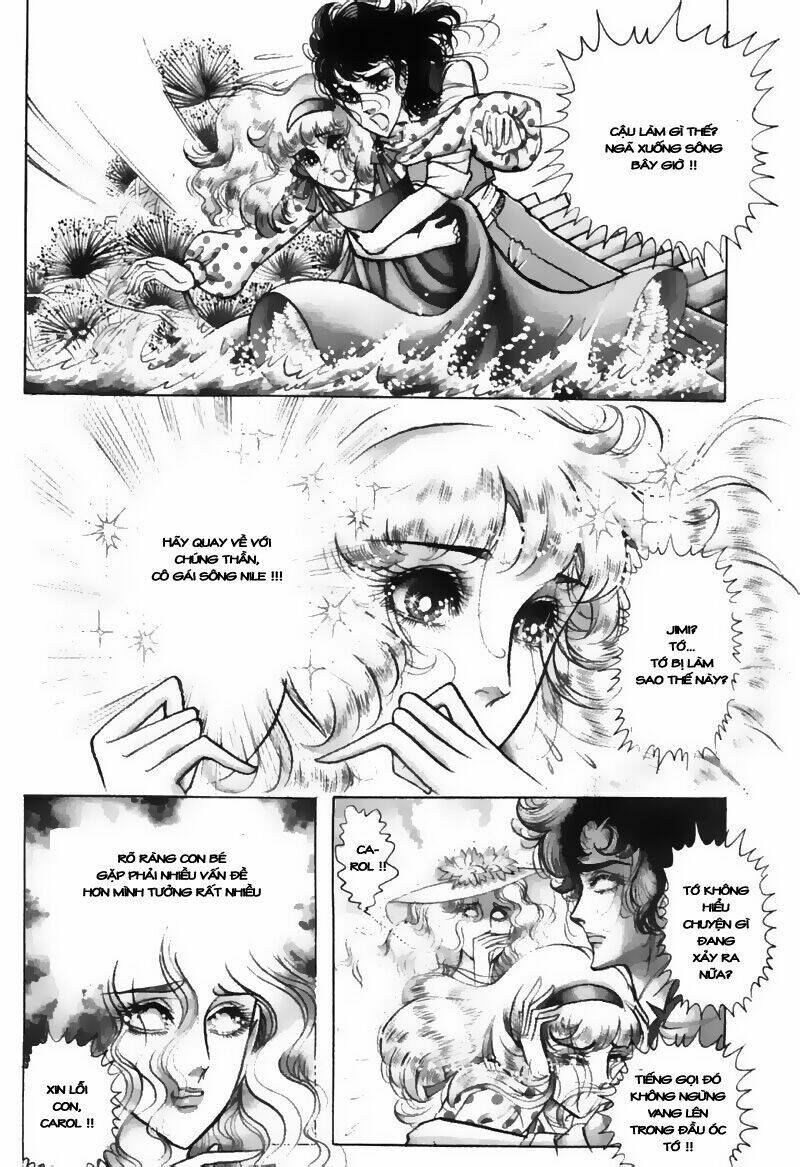 CẬU LÀM GÌ THẾ?
NGÃ XUỐNG SÔNG
BÂY GIỜ !!
HÃY QUAY VỀ VỚI
CHÚNG THẦN,
CÔ GÁI SÔNG NILE !!!
JIMI?
TỚ...
TỚ BỊ LÀM
SAO THẾ NÀY?
RÕ RÀNG CON BÉ
GẶP PHẢI NHIỀU VẤN ĐỀ
HƠN MÌNH TƯỞNG RẤT NHIỀU
XIN LỖI
CON,
CAROL !!
CA-
ROL !!
TỚ KHÔNG
HIỂU
CHUYỆN GÌ
ĐANG
XẢY RA
NỮA?
TIẾNG GỌI ĐÓ
KHÔNG NGỪNG
VANG LÊN
TRONG ĐẦU ÓC
TỚ !!